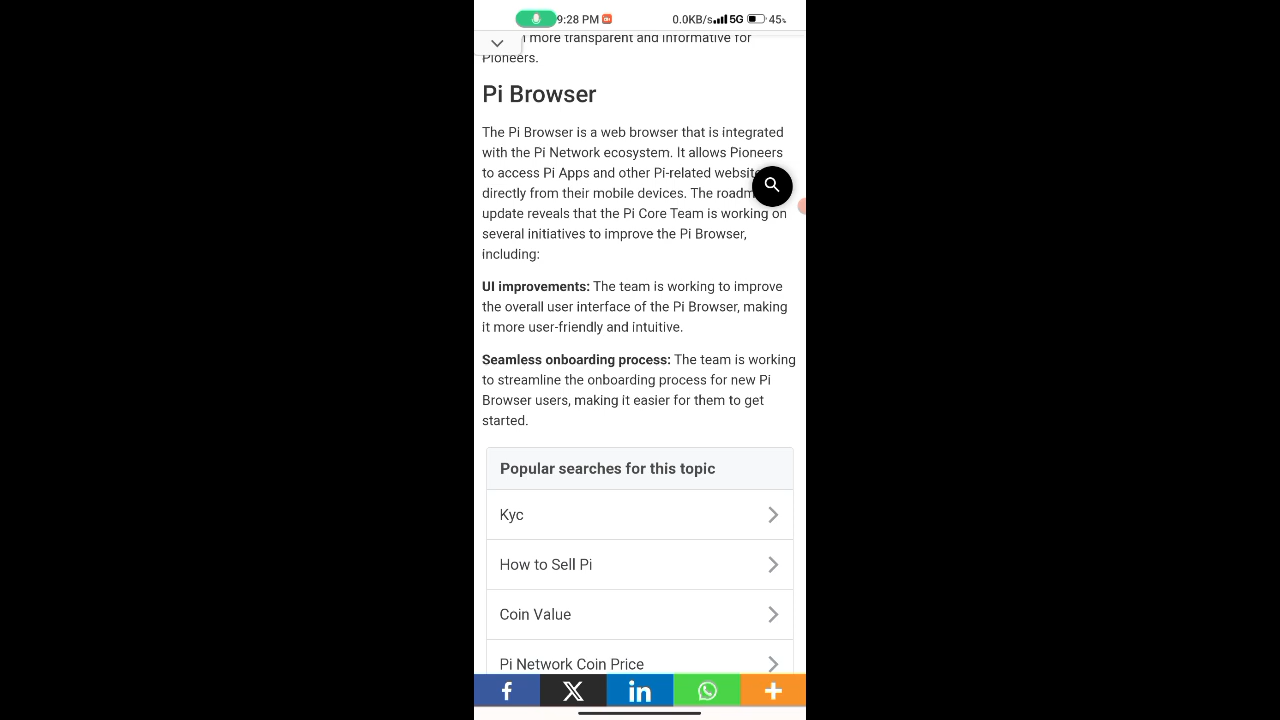 9:28 PM 0.0KB/s 5G 45
more transparent and informative for
Pioneers.
Pi Browser
The Pi Browser is a web browser that is integrated
with the Pi Network ecosystem. It allows Pioneers
to access Pi Apps and other Pi-related
directly from their mobile devices. The
update reveals that the Pi Core Team is working on
several initiatives to improve the Pi Browser,
including:
UI improvements: The team is working to improve
the overall user interface of the Pi Browser, making
it more user-friendly and intuitive.
Seamless onboarding process: The team is working
to streamline the onboarding process for new Pi
Browser users, making it easier for them to get
started.
Popular searches for this topic
Kyc
How to Sell Pi
Coin Value
Pi Network Coin Price